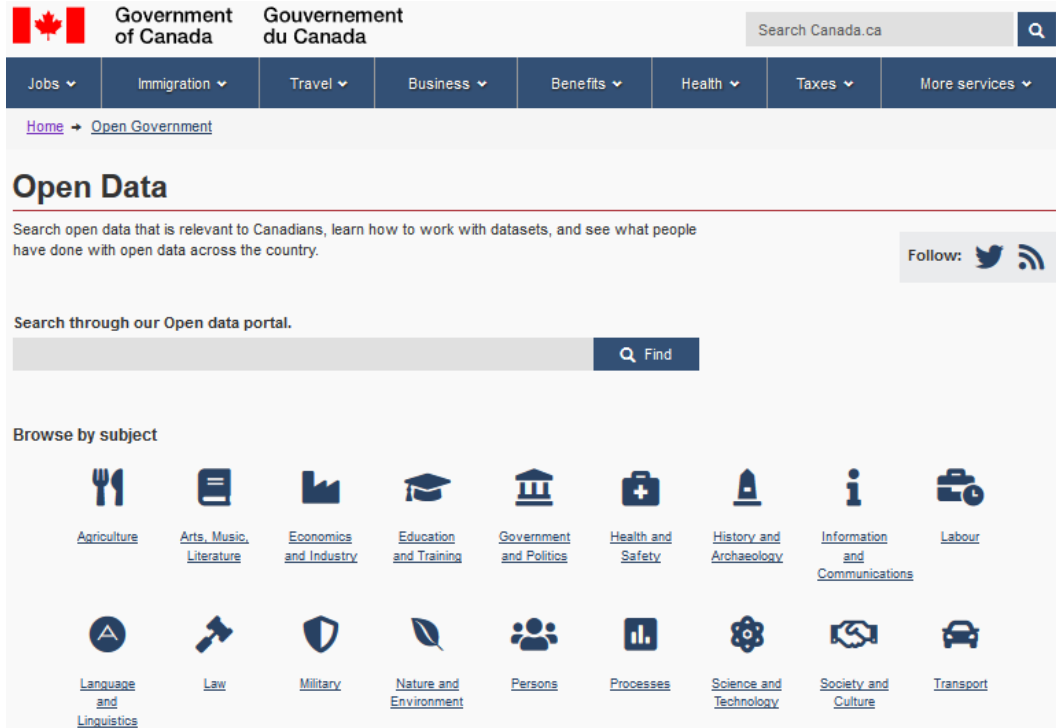 Government
of Canada
Gouvernement
du Canada
Search Canada.ca
Jobs
Immigration
Travel
Business
Benefits
Health
Taxes
More services
Home → Open Government
Open Data
Search open data that is relevant to Canadians, learn how to work with datasets, and see what people
have done with open data across the country.
Follow:
Search through our Open data portal.
Find
Browse by subject
Agriculture
Arts, Music,
Literature
Economics
and Industry
Education
and Training
Government
and Politics
Health and
Safety
History and
Archaeology
Information
and
Communications
Labour
Language
and
Linguistics
Law
Military
Nature and
Environment
Persons
Processes
Science and
Technology
Society and
Culture
Transport